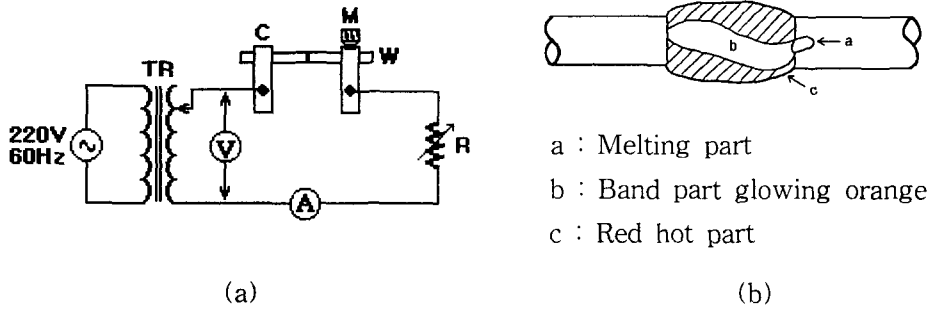 C
M
W
TR
220V
60Hz
V
A
R
(a)
b
a
c
a : Melting part
b : Band part glowing orange
c : Red hot part
(b)